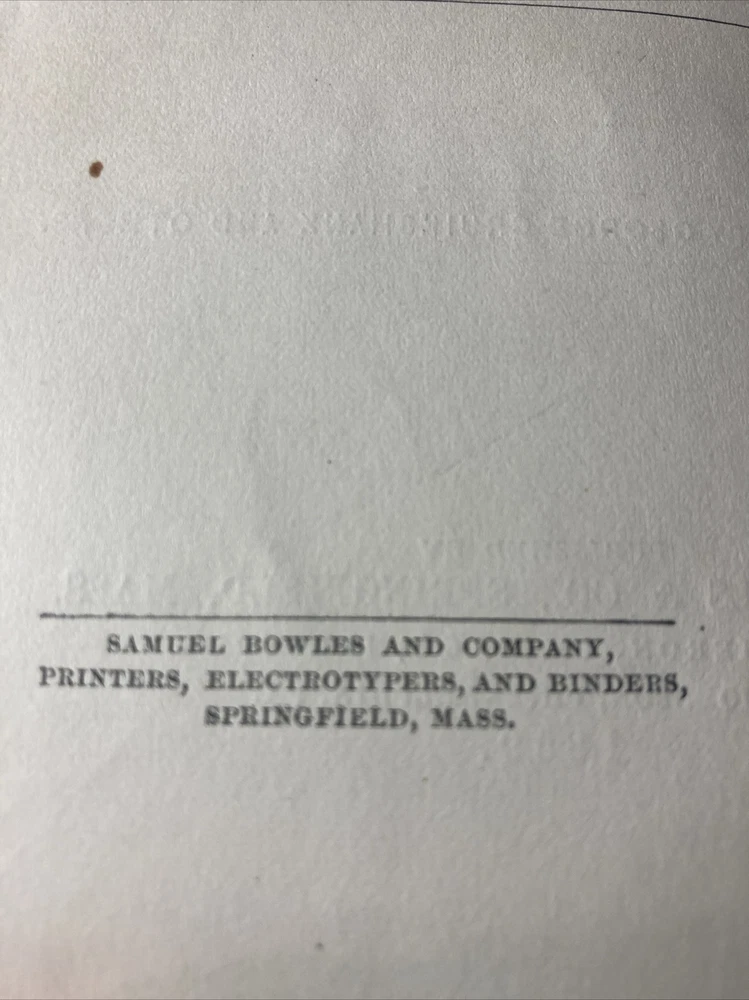 SAMUEL BOWLES AND COMPANY,
PRINTERS, ELECTROTYPERS, AND BINDERS,
SPRINGFIELD, MASS.